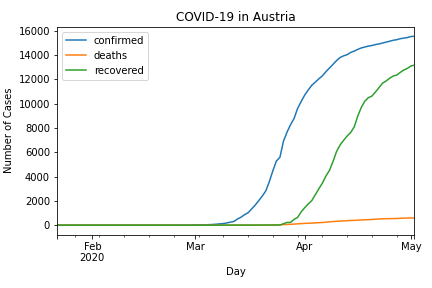 COVID-19 in Austria
confirmed
deaths
recovered
Number of Cases
16000
14000
12000
10000
8000
6000
4000
2000
0
Feb
2020
Mar
Apr
May
Day